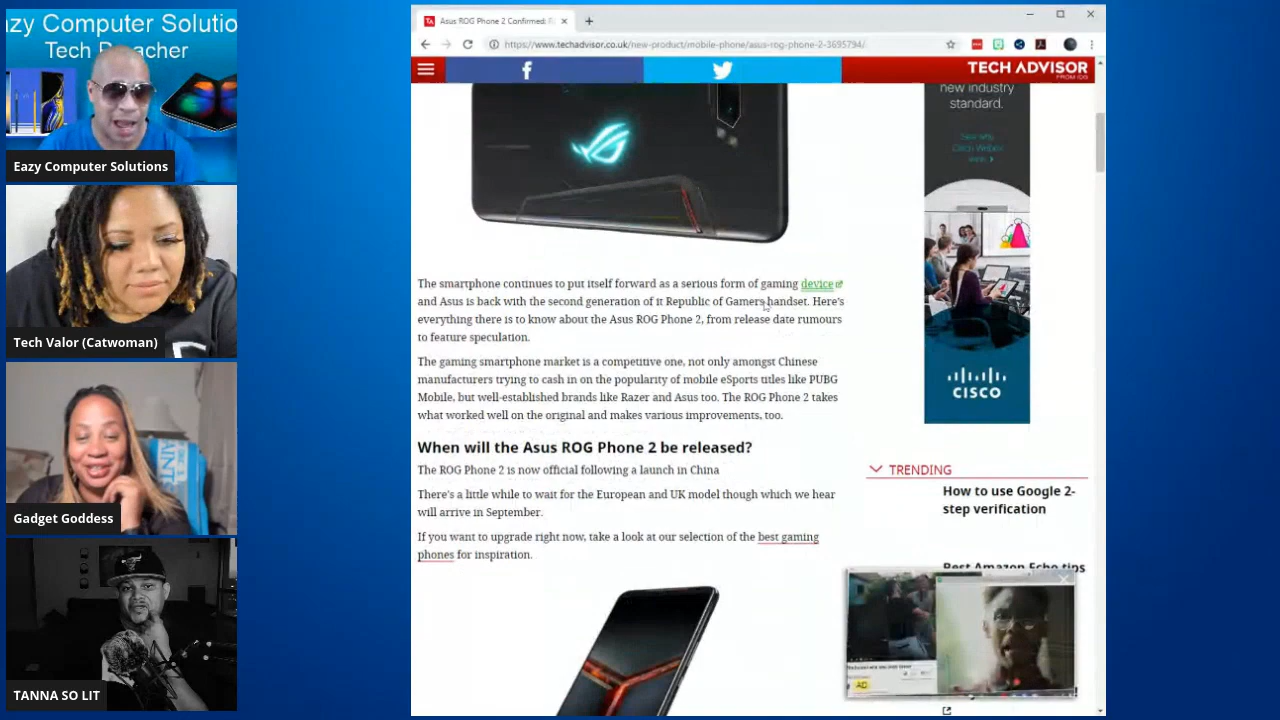 azy Computer Solutio
Tech Preacher
Eazy Computer Solutions
Tech Valor (Catwoman)
Gadget Goddess
TANNA SO LIT
Asus ROG Phone 2 Confirmed: R
https://www.techadvisor.co.uk/new-product/mobile-phone/asus-rog-phone-2-3695794/
TECH ADVISOR
FROM IDG
new industry
standard.
See why
Cisco Webex
CISCO
The smartphone continues to put itself forward as a serious form of gaming device
and Asus is back with the second generation of it Republic of Gamers handset. Here's
everything there is to know about the Asus ROG Phone 2, from release date rumours
to feature speculation.
The gaming smartphone market is a competitive one, not only amongst Chinese
manufacturers trying to cash in on the popularity of mobile eSports titles like PUBG
Mobile, but well-established brands like Razer and Asus too. The ROG Phone 2 takes
what worked well on the original and makes various improvements, too.
When will the Asus ROG Phone 2 be released?
The ROG Phone 2 is now official following a launch in China
There's a little while to wait for the European and UK model though which we hear
will arrive in September.
If you want to upgrade right now, take a look at our selection of the best gaming
phones for inspiration.
TRENDING
How to use Google 2-
step verification
Best Amazon Echo tips
AD